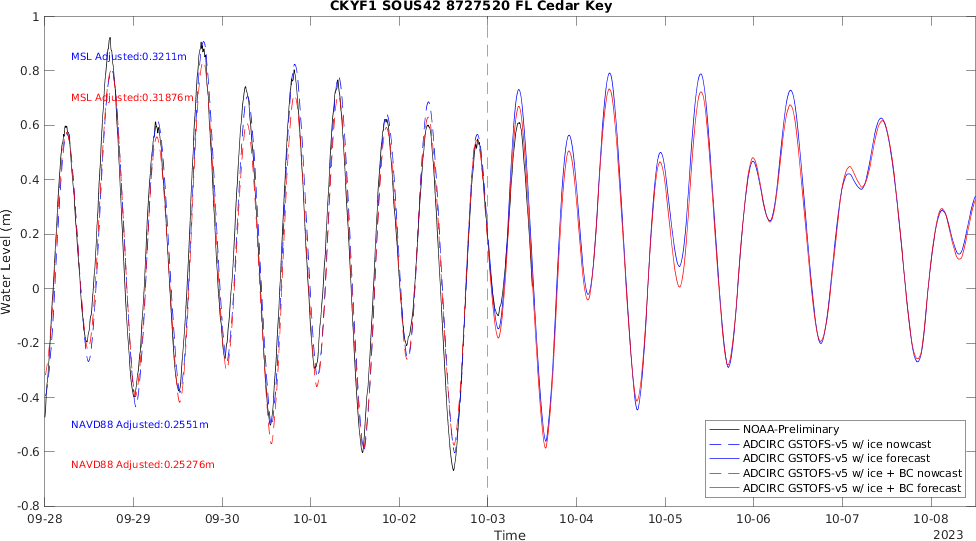 CKYF1 SOUS42 8727520 FL Cedar Key
1
0.8
0.6
0.4
0.2
0
-0.2
-0.4
-0.6
-0.8
Water Level (m)
MSL Adjusted:0.3211m
MSL Adjusted:0.31876m
NAVD88 Adjusted:0.2551m
NAVD88 Adjusted:0.25276m
NOAA-Preliminary
ADCIRC GSTOFS-v5 w/ ice nowcast
ADCIRC GSTOFS-v5 w/ ice forecast
ADCIRC GSTOFS-v5 w/ ice + BC nowcast
ADCIRC GSTOFS-v5 w/ ice + BC forecast
09-28 09-29 09-30 10-01 10-02 10-03 10-04 10-05 10-06 10-07 10-08
Time
2023